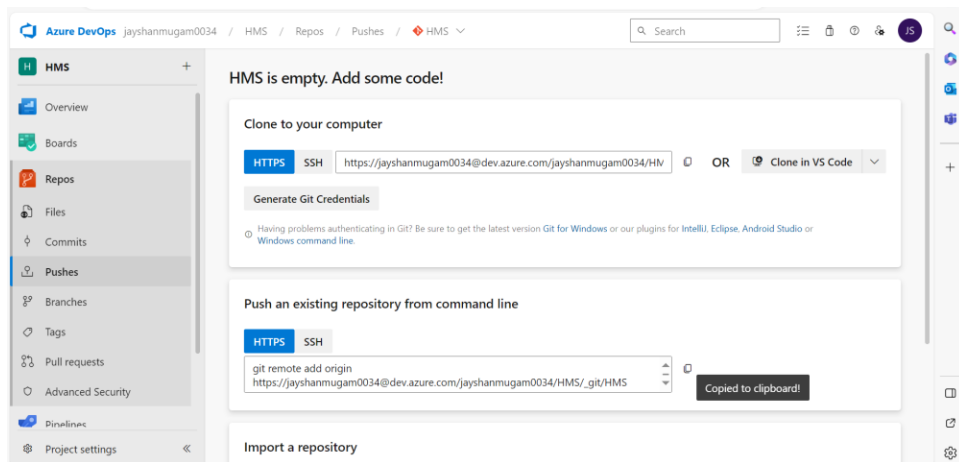 Azure DevOps jayshanmugam0034 / HMS / Repos / Pushes / HMS
Search
JS
H HMS
Overview
Boards
Repos
Files
Commits
Pushes
Branches
Tags
Pull requests
Advanced Security
Pipelines
Project settings
HMS is empty. Add some code!
Clone to your computer
HTTPS SSH https://jayshanmugam0034@dev.azure.com/jayshanmugam0034/HM OR Clone in VS Code
Generate Git Credentials
Having problems authenticating in Git? Be sure to get the latest version Git for Windows or our plugins for IntelliJ, Eclipse, Android Studio or
Windows command line.
Push an existing repository from command line
HTTPS SSH
git remote add origin
https://jayshanmugam0034@dev.azure.com/jayshanmugam0034/HMS/_git/HMS
Copied to clipboard!
Import a repository